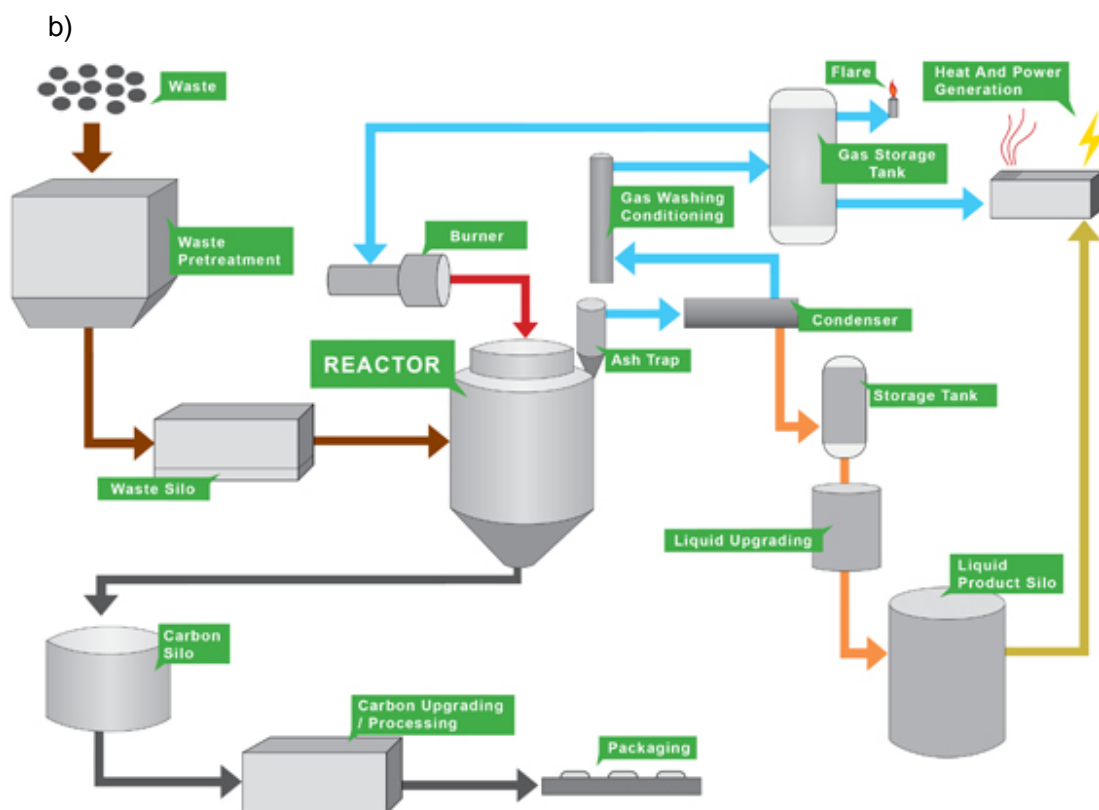 b)
Waste
Flare
Heat And Power
Generation
Gas Storage
Tank
Gas Washing
Conditioning
Waste
Pretreatment
Burner
Condenser
REACTOR
Ash Trap
Storage Tank
Waste Silo
Liquid Upgrading
Liquid
Product Silo
Carbon
Silo
Carbon Upgrading
/ Processing
Packaging